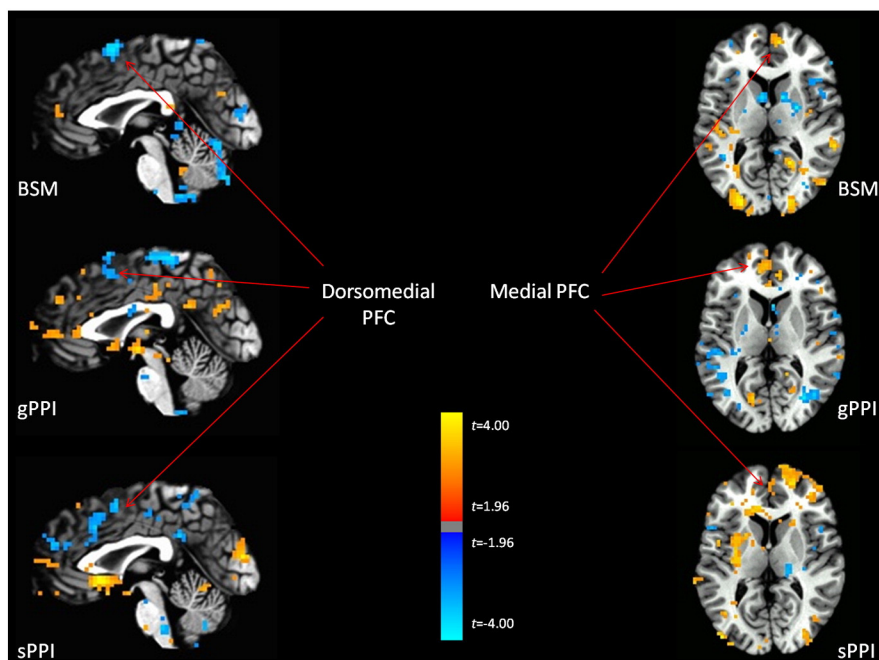 BSM
BSM
Dorsomedial
PFC
Medial PFC
gPPI
gPPI
t=4.00
t=1.96
t=-1.96
t=-4.00
sPPI
sPPI